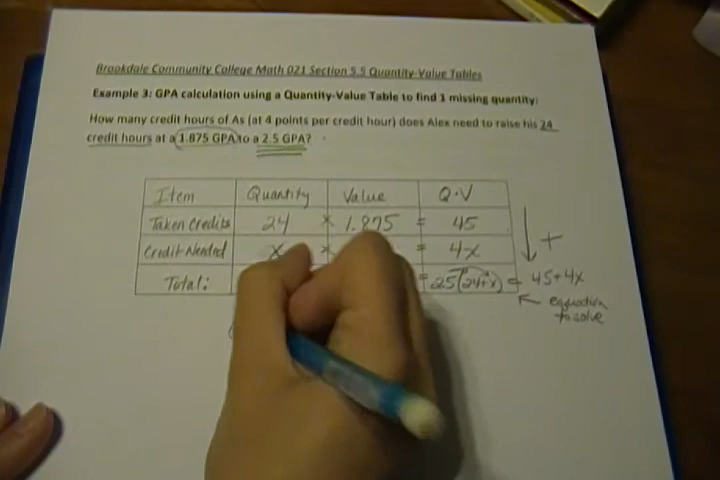 Brookdale Community College Math 021 Section 5.5 Quantity-Value Tables
Example 3: GPA calculation using a Quantity-Value Table to find 1 missing quantity:
How many credit hours of As (at 4 points per credit hour) does Alex need to raise his 24
credit hours at a 1.875 GPA to a 2.5 GPA?
Item Quantity Value Q·V
Taken Credits 24 × 1.875 = 45
Credit Needed x × = 4x
Total: = 2.5(24+x) = 45+4x
+
equation
to solve